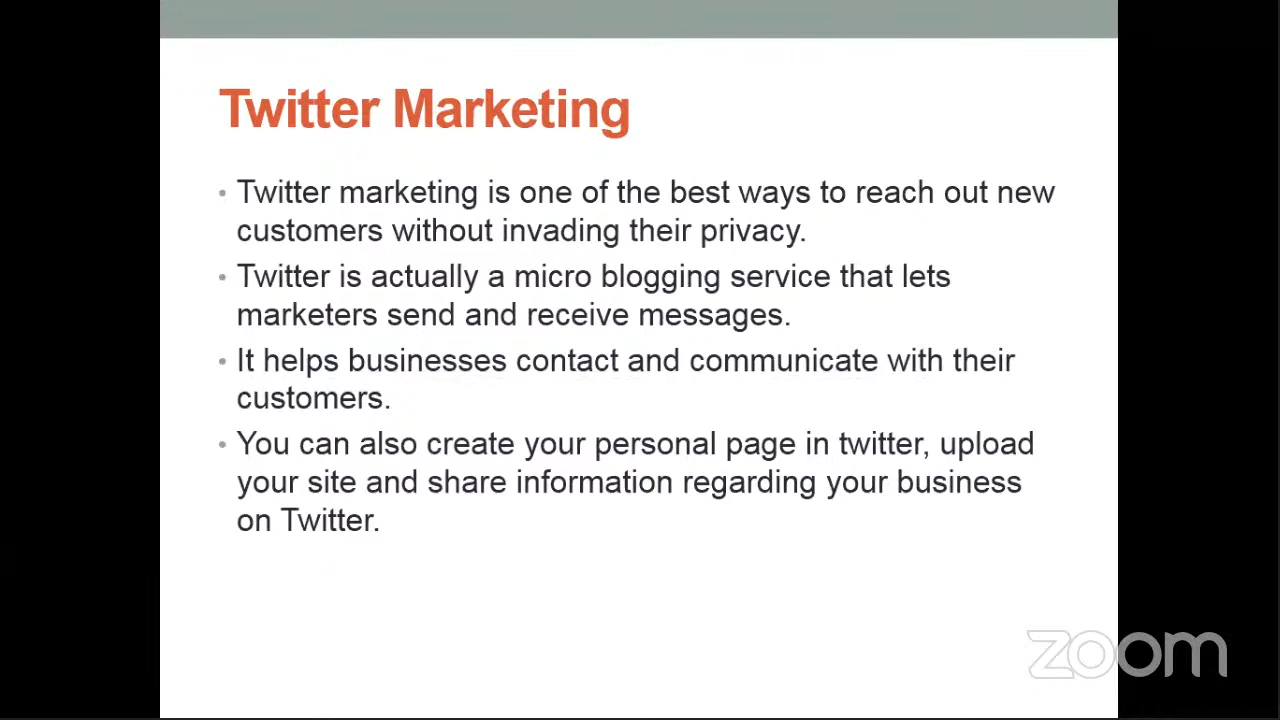 Twitter Marketing
• Twitter marketing is one of the best ways to reach out new
customers without invading their privacy.
• Twitter is actually a micro blogging service that lets
marketers send and receive messages.
• It helps businesses contact and communicate with their
customers.
• You can also create your personal page in twitter, upload
your site and share information regarding your business
on Twitter.
zoom